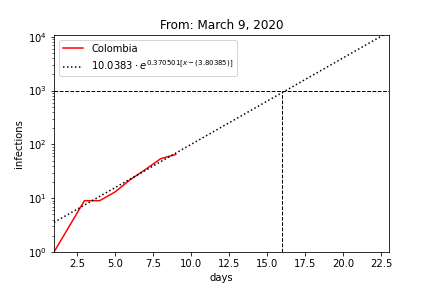 From: March 9, 2020
Colombia
10.0383 · e^0.370501[x−(3.80385)]
infections
10^4
10^3
10^2
10^1
10^0
2.5 5.0 7.5 10.0 12.5 15.0 17.5 20.0 22.5
days